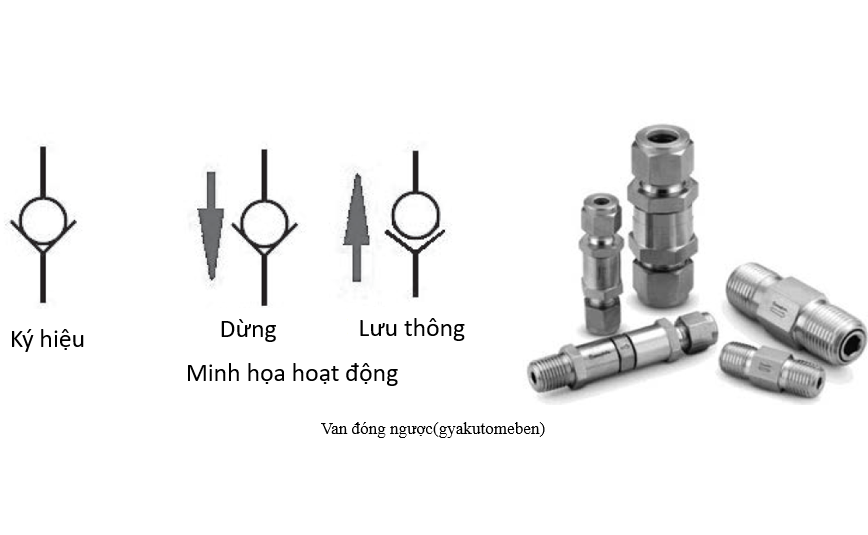 Ký hiệu
Dừng
Lưu thông
Minh họa hoạt động
Van đóng ngược(gyakutomeben)